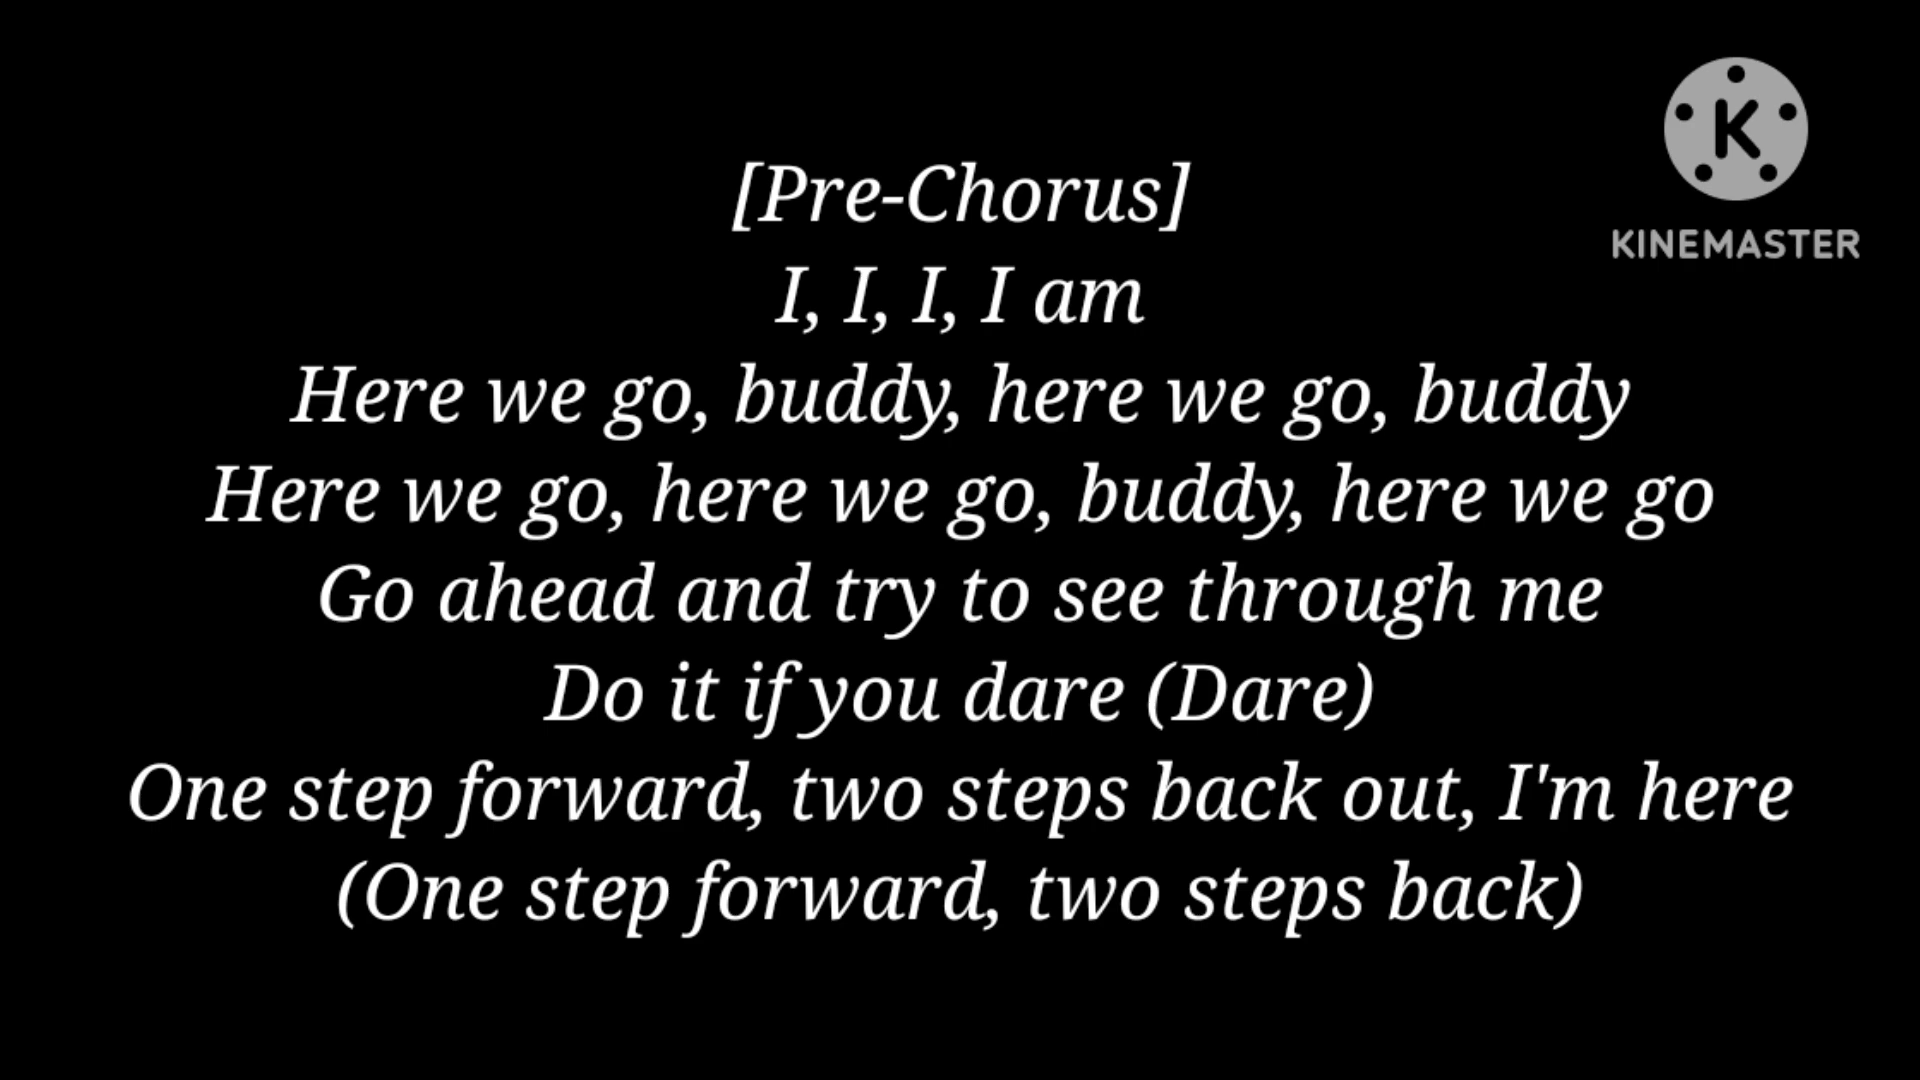 [Pre-Chorus]
I, I, I, I am
Here we go, buddy, here we go, buddy
Here we go, here we go, buddy, here we go
Go ahead and try to see through me
Do it if you dare (Dare)
One step forward, two steps back out, I'm here
(One step forward, two steps back)
K
KINEMASTER